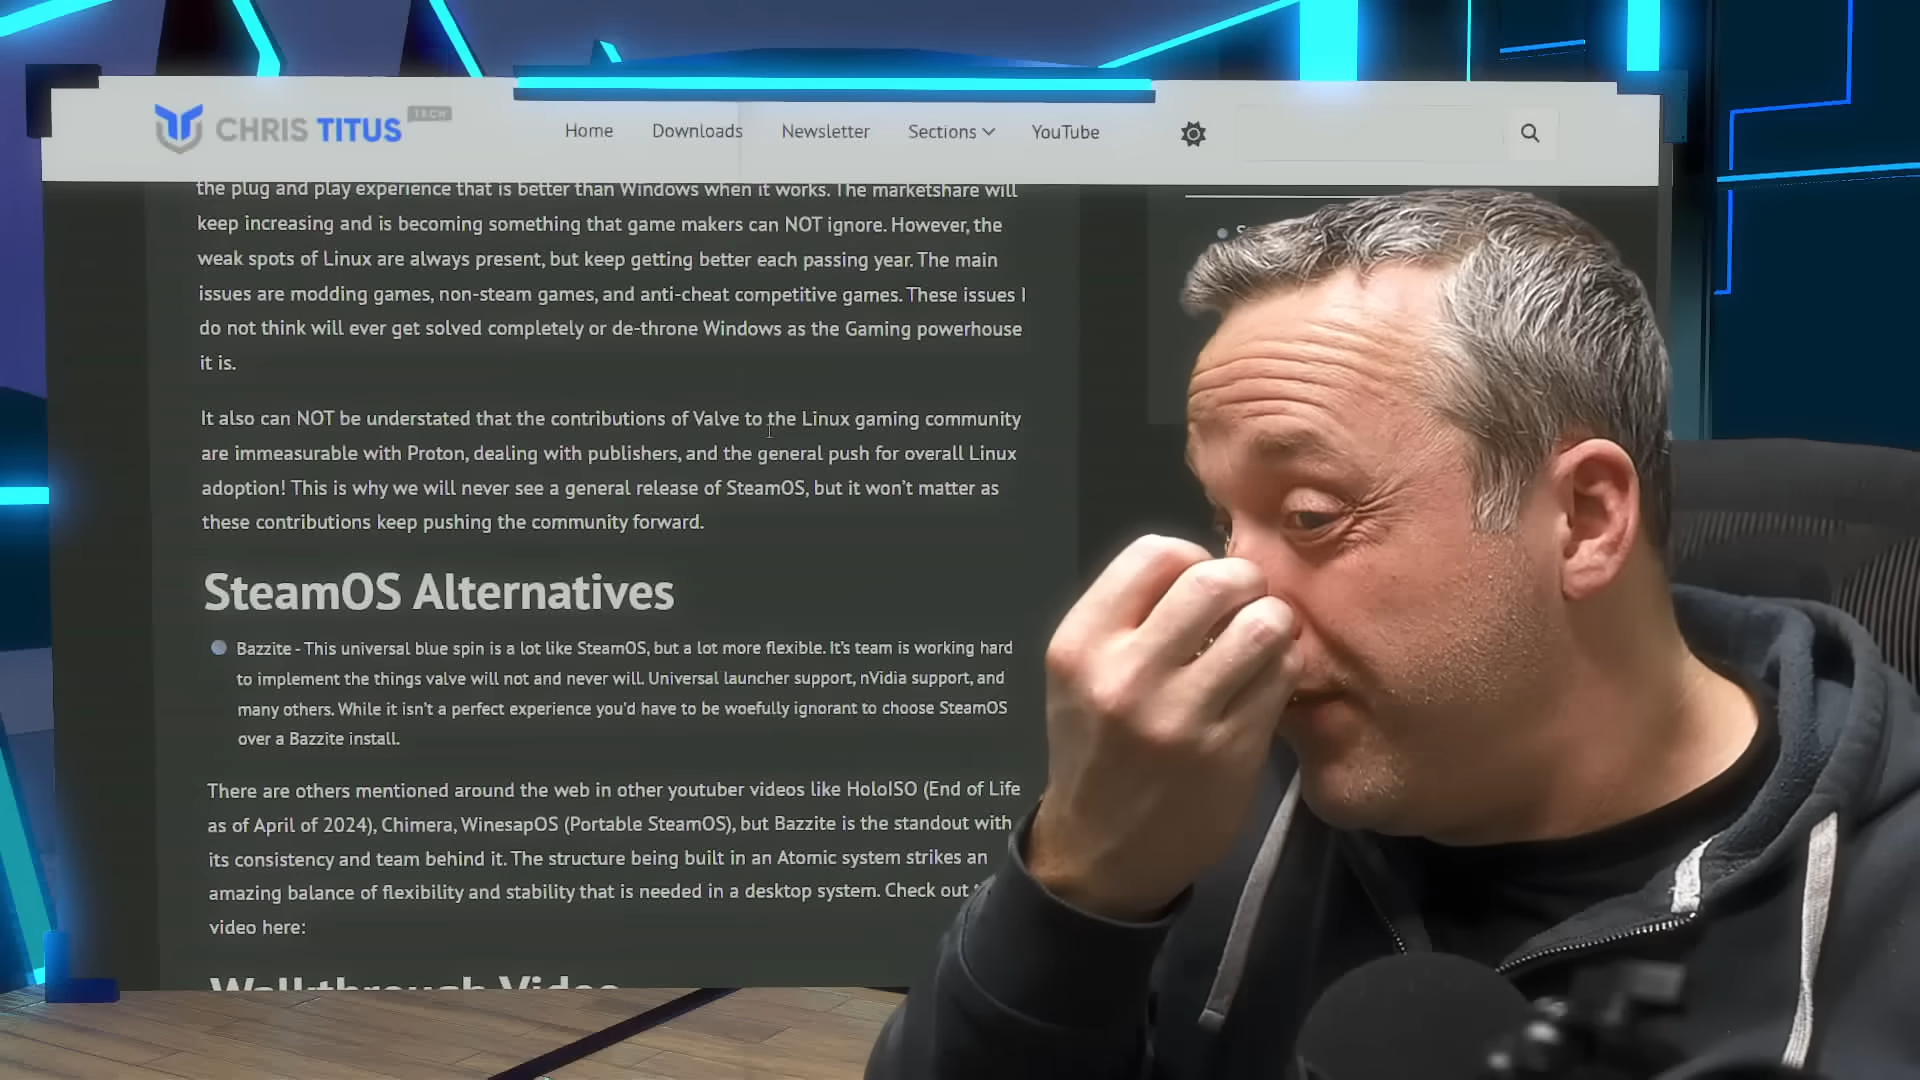 CHRIS TITUS TECH
Home Downloads Newsletter Sections YouTube
the plug and play experience that is better than Windows when it works. The marketshare will
keep increasing and is becoming something that game makers can NOT ignore. However, the
weak spots of Linux are always present, but keep getting better each passing year. The main
issues are modding games, non-steam games, and anti-cheat competitive games. These issues I
do not think will ever get solved completely or de-throne Windows as the Gaming powerhouse
it is.
It also can NOT be understated that the contributions of Valve to the Linux gaming community
are immeasurable with Proton, dealing with publishers, and the general push for overall Linux
adoption! This is why we will never see a general release of SteamOS, but it won't matter as
these contributions keep pushing the community forward.
SteamOS Alternatives
Bazzite - This universal blue spin is a lot like SteamOS, but a lot more flexible. It's team is working hard
to implement the things valve will not and never will. Universal launcher support, nVidia support, and
many others. While it isn't a perfect experience you'd have to be woefully ignorant to choose SteamOS
over a Bazzite install.
There are others mentioned around the web in other youtuber videos like HoloISO (End of Life
as of April of 2024), Chimera, WinesapOS (Portable SteamOS), but Bazzite is the standout with
its consistency and team behind it. The structure being built in an Atomic system strikes an
amazing balance of flexibility and stability that is needed in a desktop system. Check out
video here:
Walkthrough Video